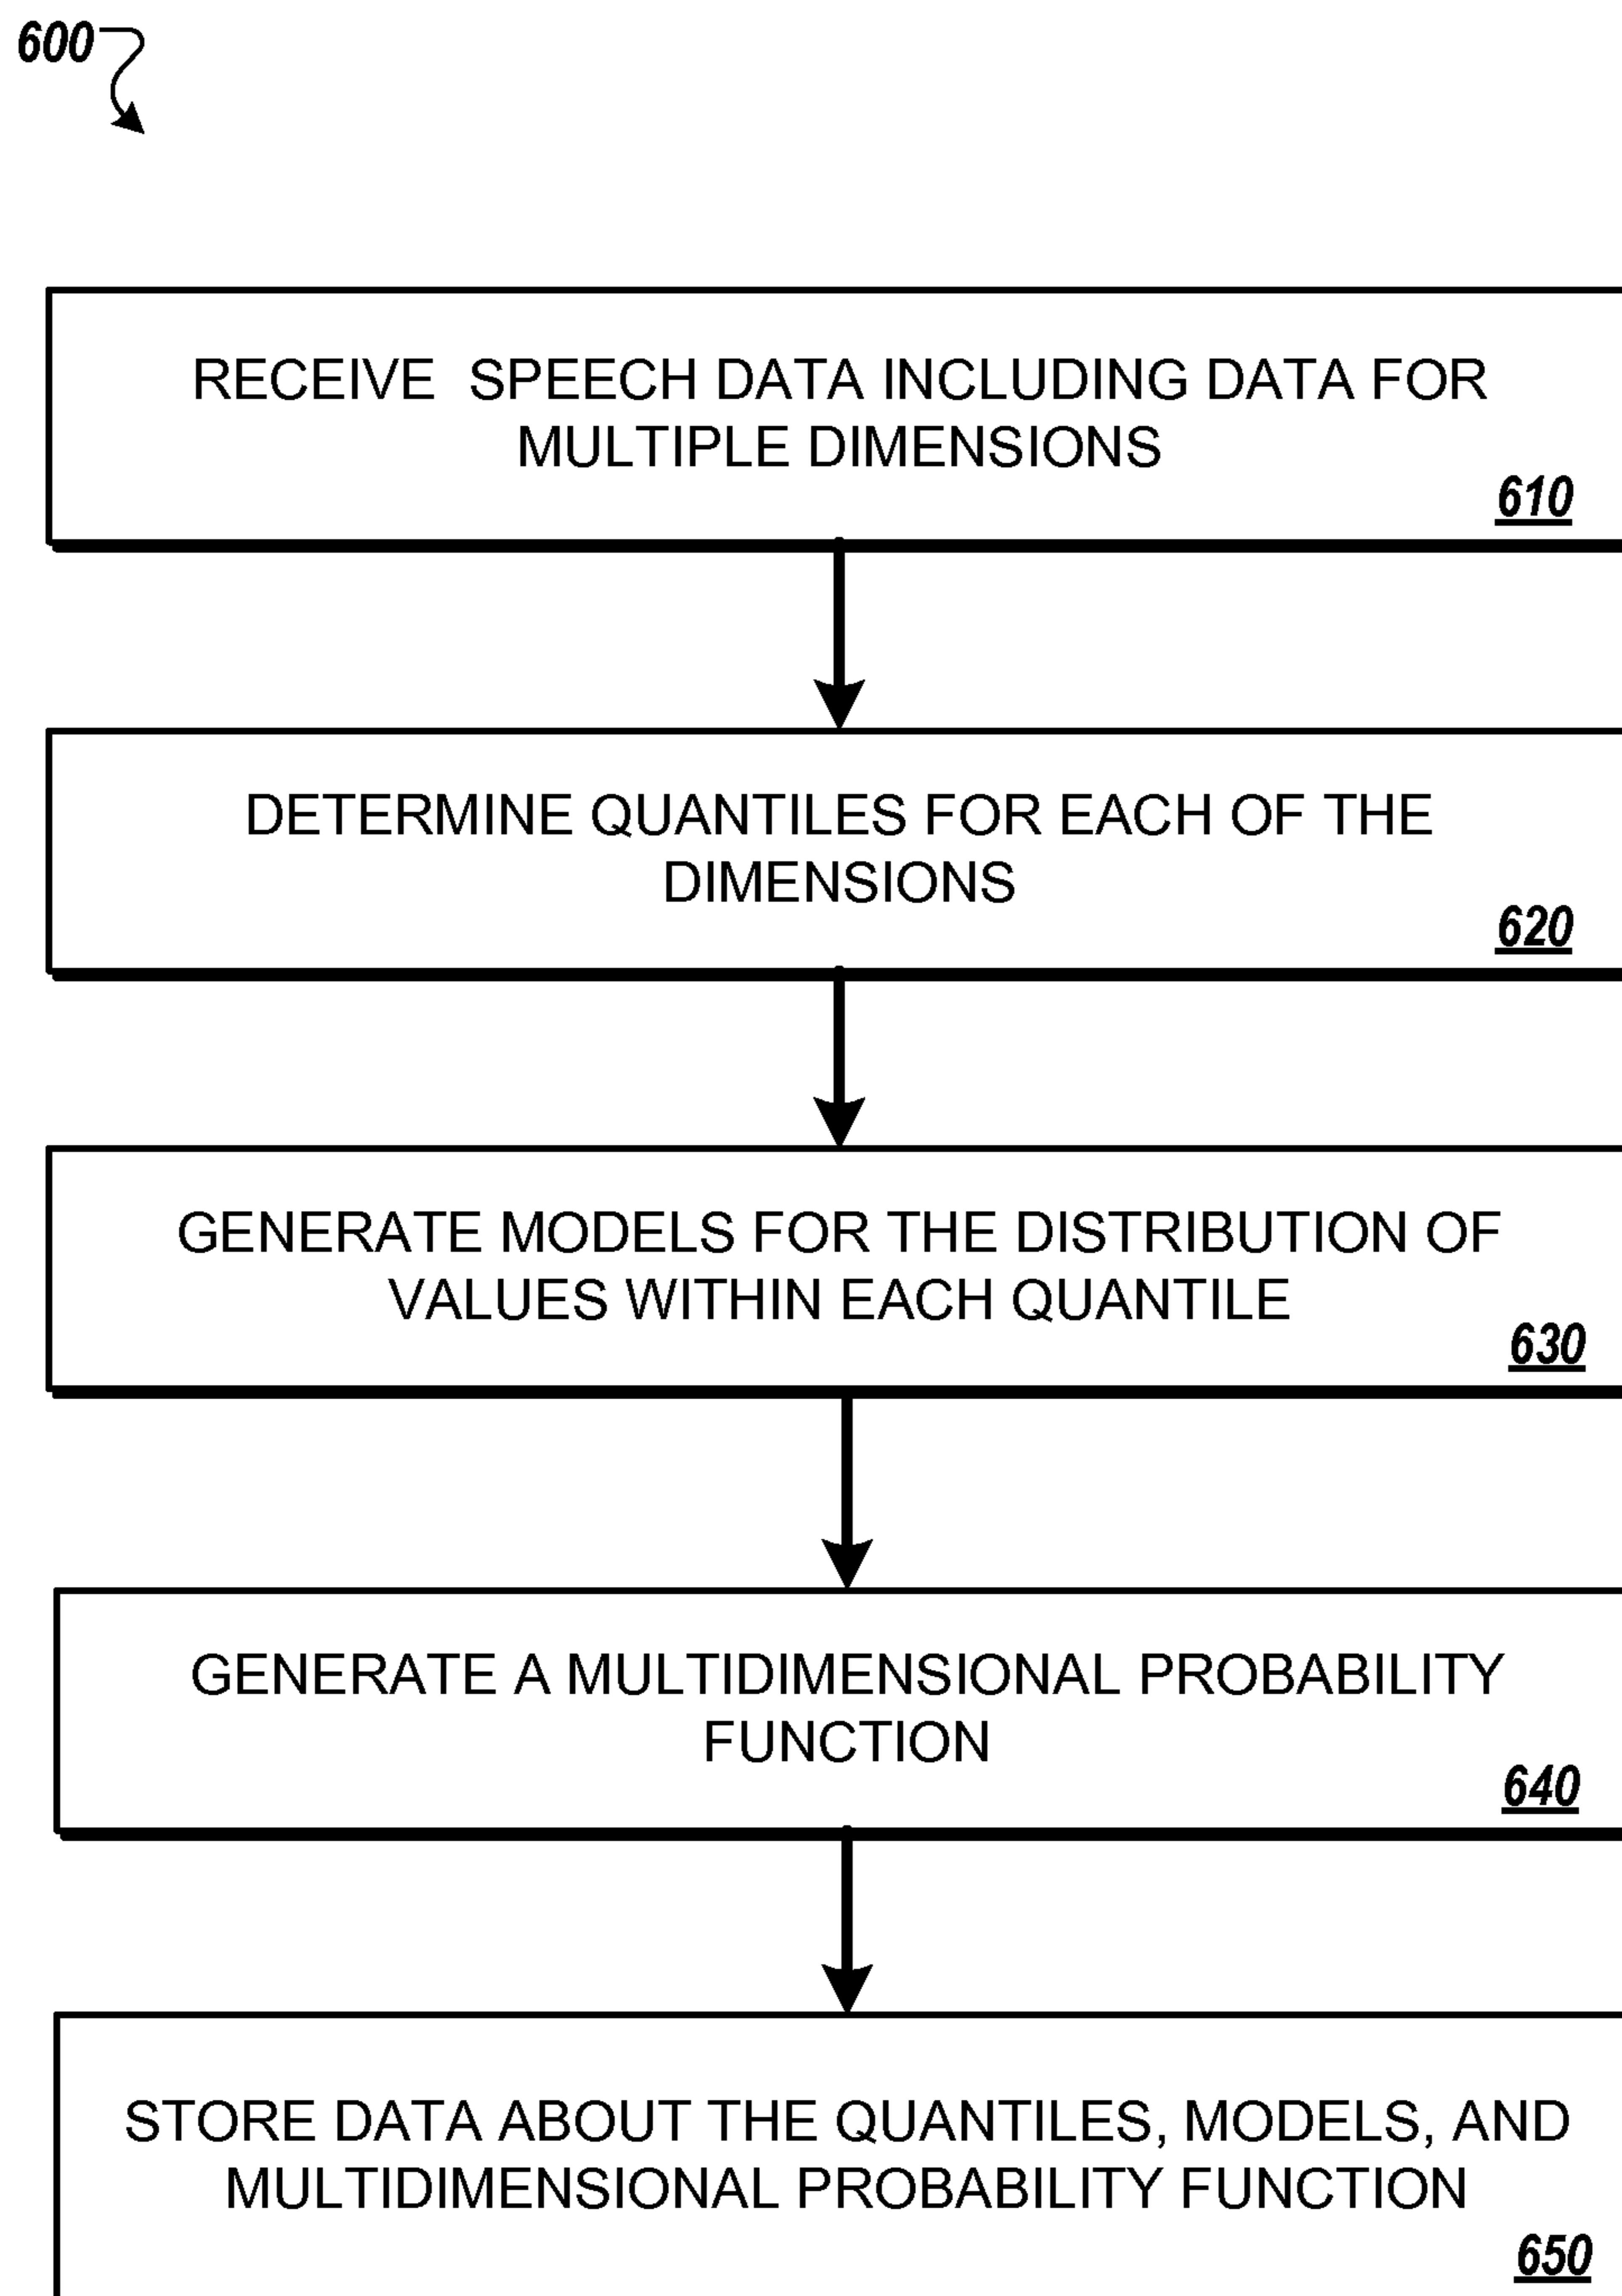 600
RECEIVE SPEECH DATA INCLUDING DATA FOR
MULTIPLE DIMENSIONS
610
DETERMINE QUANTILES FOR EACH OF THE
DIMENSIONS
620
GENERATE MODELS FOR THE DISTRIBUTION OF
VALUES WITHIN EACH QUANTILE
630
GENERATE A MULTIDIMENSIONAL PROBABILITY
FUNCTION
640
STORE DATA ABOUT THE QUANTILES, MODELS, AND
MULTIDIMENSIONAL PROBABILITY FUNCTION
650